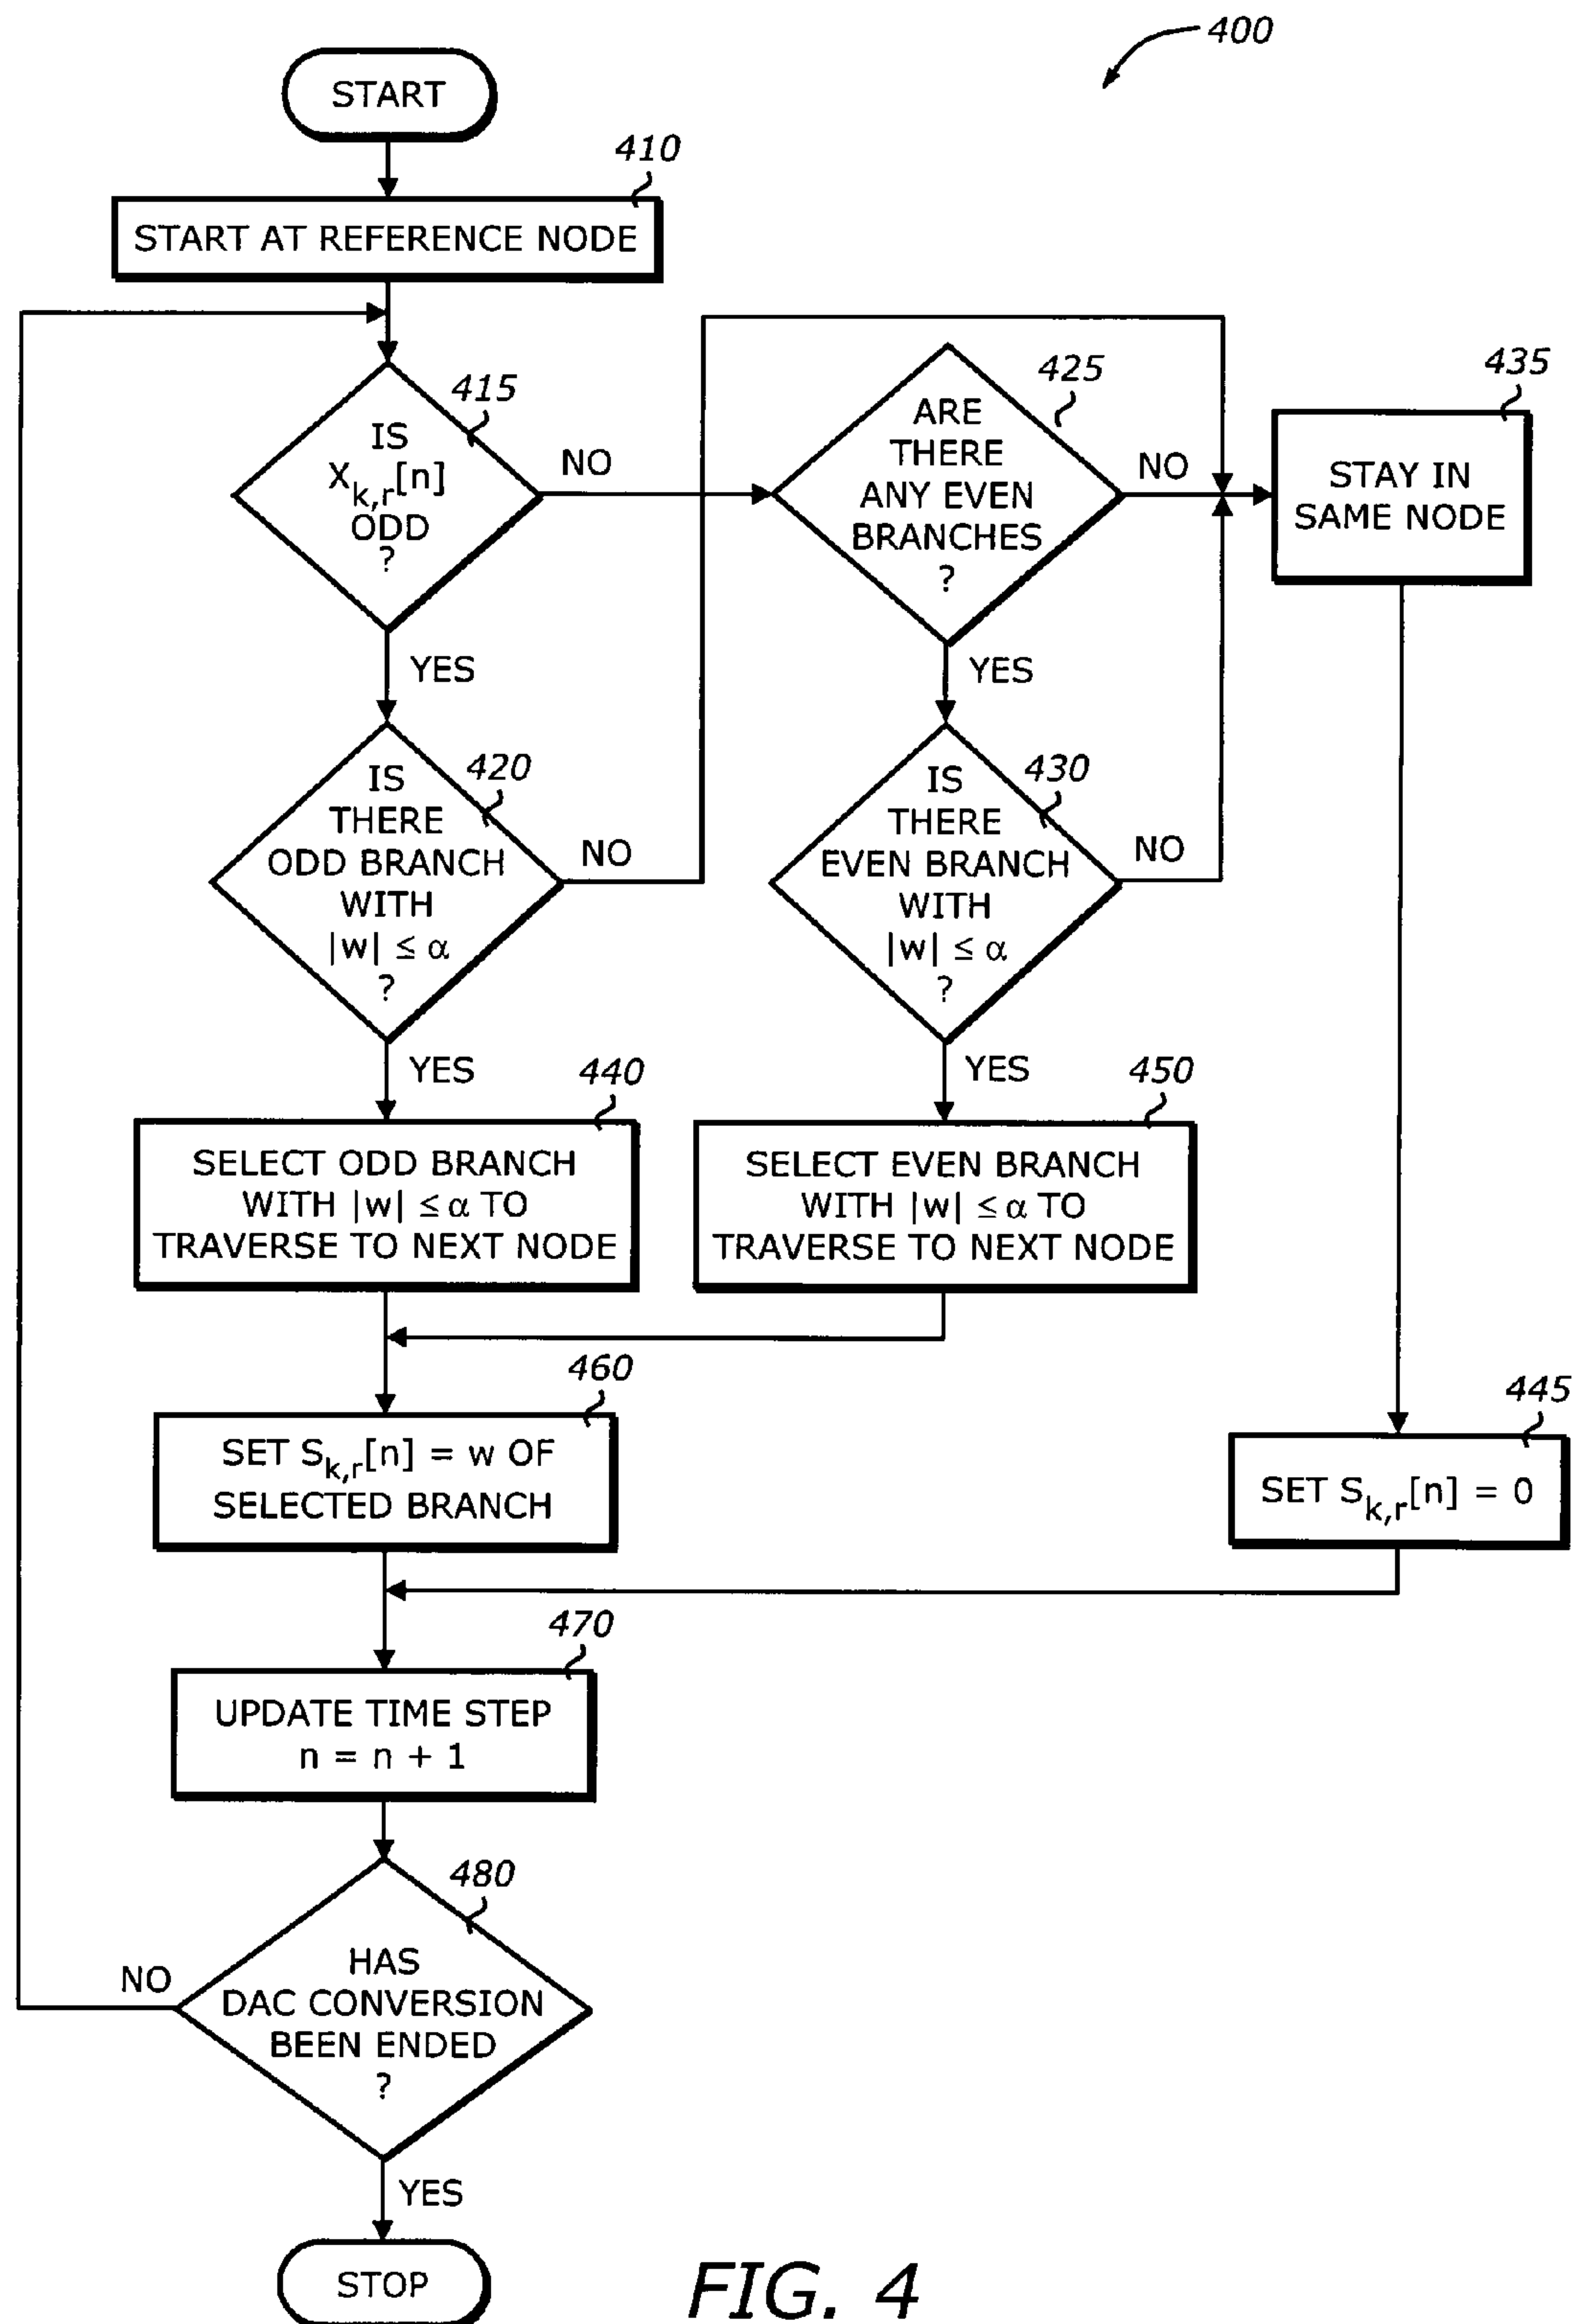 400
START
410
START AT REFERENCE NODE
415
IS
X_{k,r}[n]
ODD
?
NO
YES
425
ARE
THERE
ANY EVEN
BRANCHES
?
NO
YES
435
STAY IN
SAME NODE
420
IS
THERE
ODD BRANCH
WITH
|w| ≤ α
?
NO
YES
430
IS
THERE
EVEN BRANCH
WITH
|w| ≤ α
?
NO
YES
440
SELECT ODD BRANCH
WITH |w| ≤ α TO
TRAVERSE TO NEXT NODE
450
SELECT EVEN BRANCH
WITH |w| ≤ α TO
TRAVERSE TO NEXT NODE
460
SET S_{k,r}[n] = w OF
SELECTED BRANCH
445
SET S_{k,r}[n] = 0
470
UPDATE TIME STEP
n = n + 1
480
HAS
DAC CONVERSION
BEEN ENDED
?
NO
YES
STOP
FIG. 4